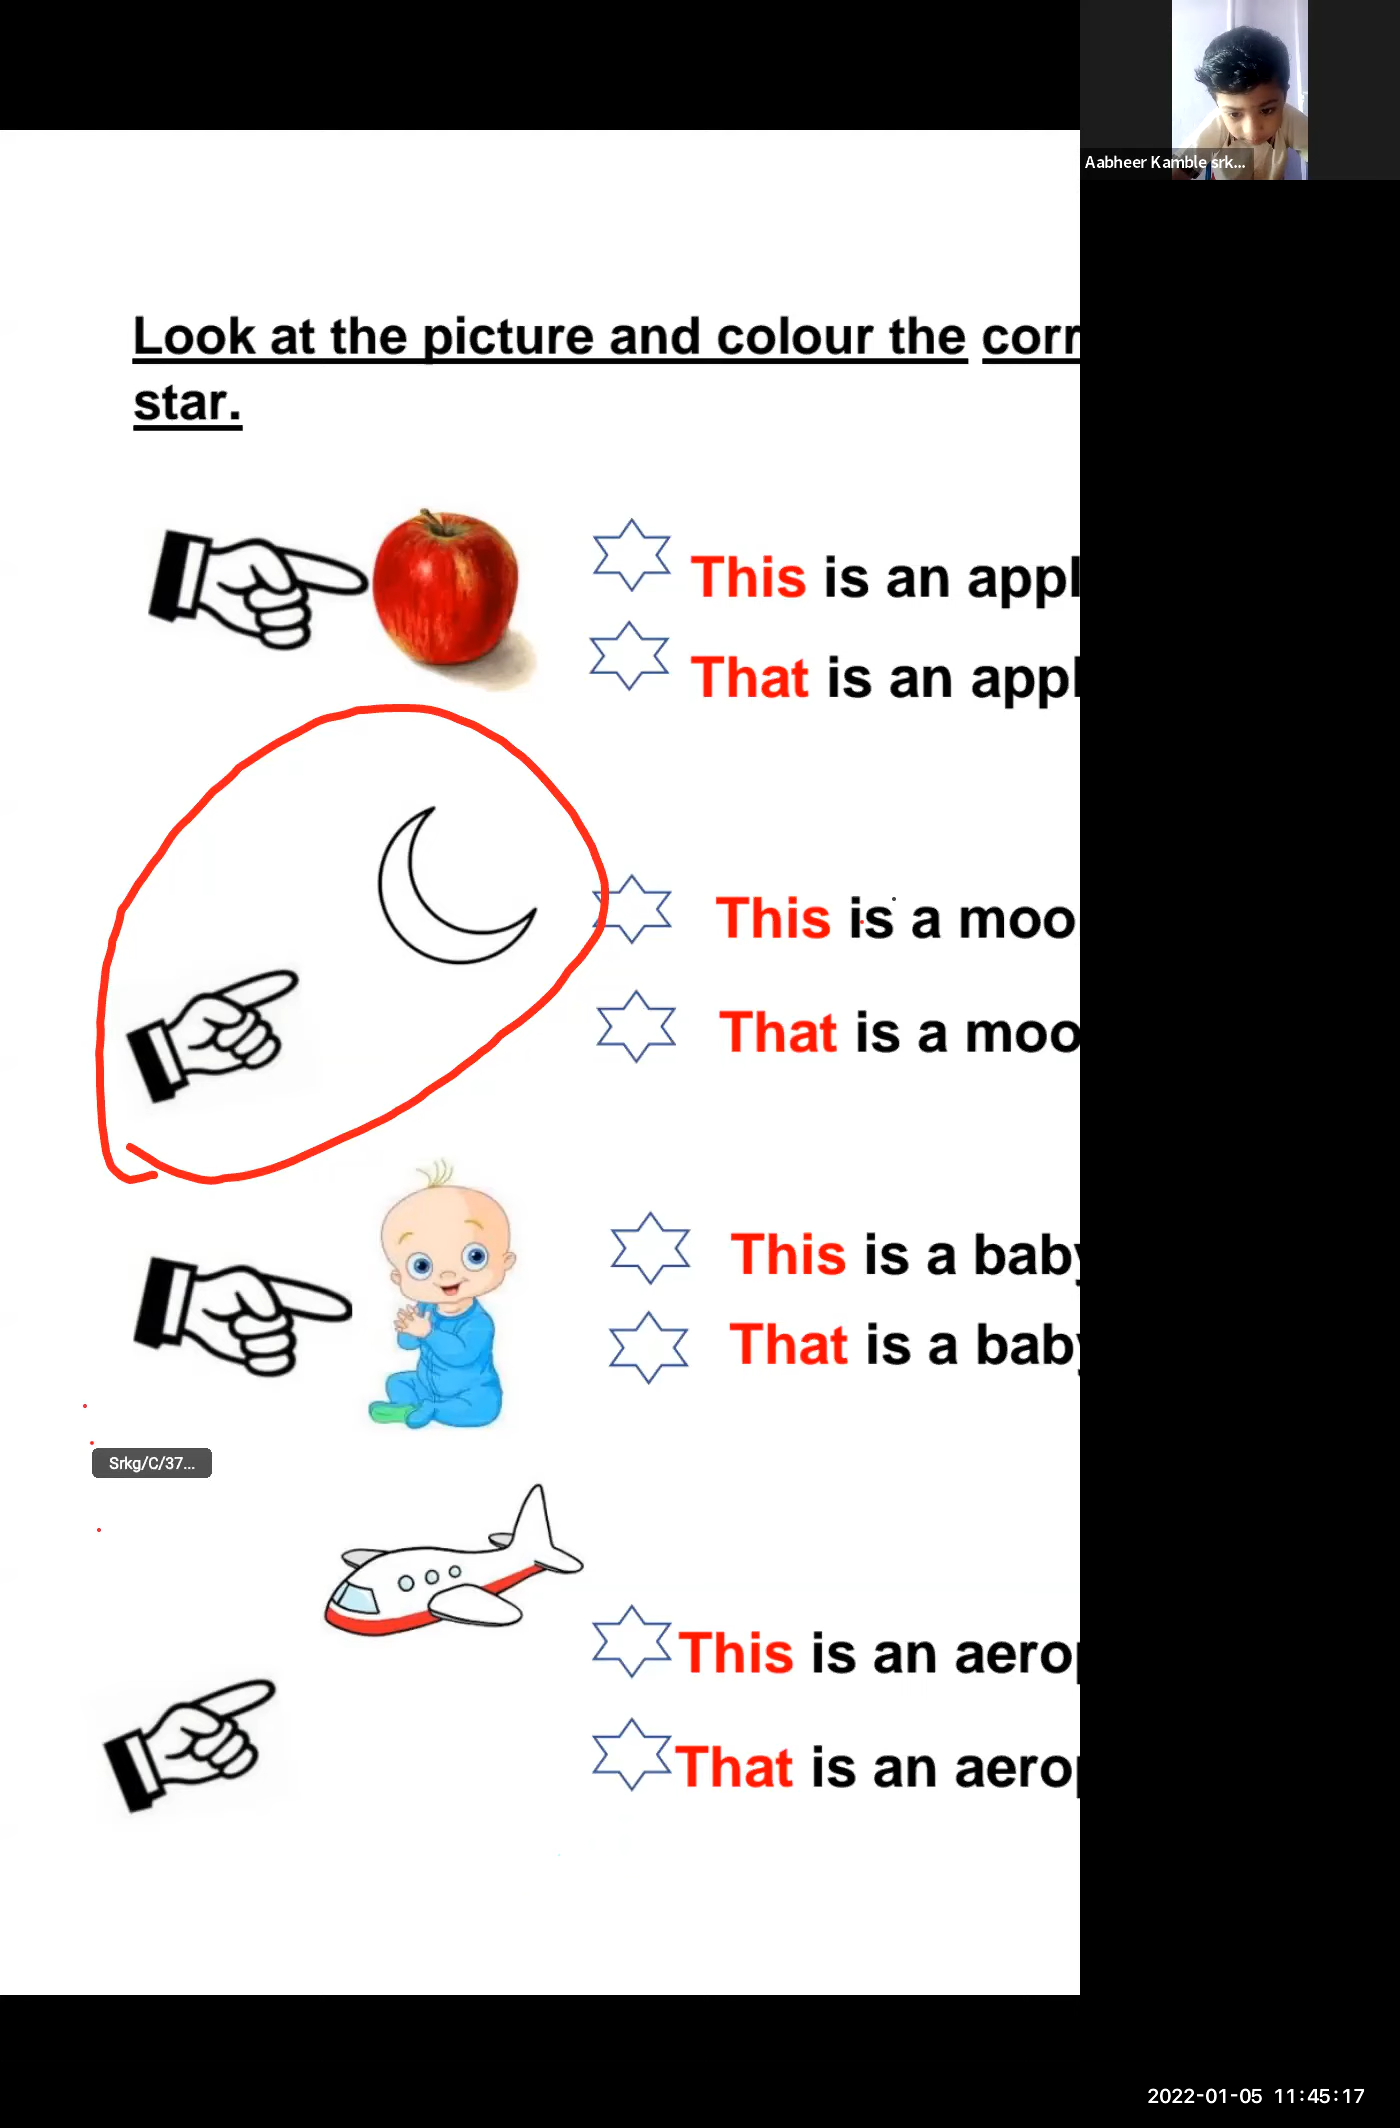 Aabheer Kamble srk...
Look at the picture and colour the corr
star.
This is an appl
That is an appl
This is a moo
That is a moo
This is a baby
That is a baby
Srkg/C/37...
This is an aerop
That is an aerop
2022-01-05 11:45:17